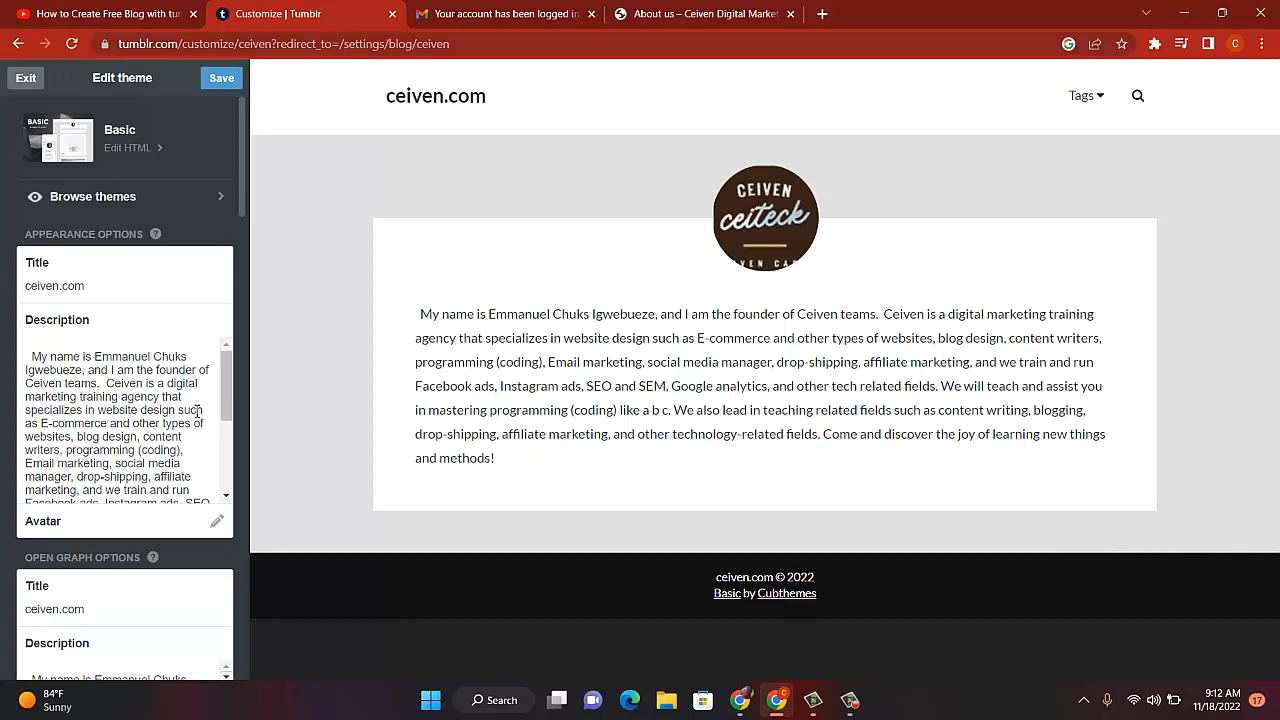 How to Create Free Blog with tum
Customize | Tumblr
Your account has been logged in
About us – Ceiven Digital Market
tumblr.com/customize/ceiven?redirect_to=/settings/blog/ceiven
Exit
Edit theme
Save
BASIC
Basic
Edit HTML
Browse themes
APPEARANCE OPTIONS
Title
ceiven.com
Description
My name is Emmanuel Chuks
Igwebueze, and I am the founder of
Ceiven teams. Ceiven is a digital
marketing training agency that
specializes in website design such
as E-commerce and other types of
websites, blog design, content
writers, programming (coding),
Email marketing, social media
manager, drop-shipping, affiliate
marketing, and we train and run
Facebook ads, Instagram ads, SEO
Avatar
OPEN GRAPH OPTIONS
Title
ceiven.com
Description
My name is Emmanuel Chuks
ceiven.com
Tags
CEIVEN
ceiteck
My name is Emmanuel Chuks Igwebueze, and I am the founder of Ceiven teams. Ceiven is a digital marketing training
agency that specializes in website design such as E-commerce and other types of websites, blog design, content writers,
programming (coding), Email marketing, social media manager, drop-shipping, affiliate marketing, and we train and run
Facebook ads, Instagram ads, SEO and SEM, Google analytics, and other tech related fields. We will teach and assist you
in mastering programming (coding) like a b c. We also lead in teaching related fields such as content writing, blogging,
drop-shipping, affiliate marketing, and other technology-related fields. Come and discover the joy of learning new things
and methods!
ceiven.com © 2022
Basic by Cubthemes
84°F
Sunny
Search
9:12 AM
11/18/2022
17